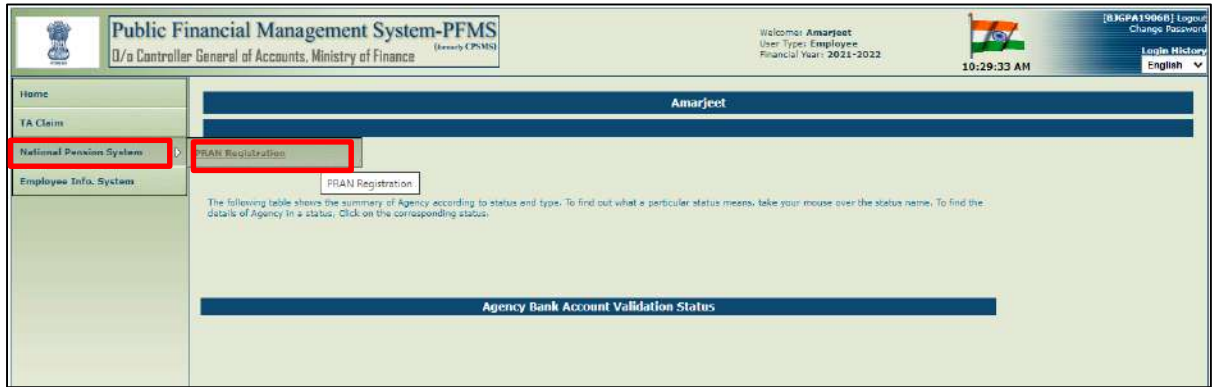 Public Financial Management System-PFMS
(formerly CPSMS)
O/o Controller General of Accounts, Ministry of Finance
Welcome: Amarjeet
User Type: Employee
Financial Year: 2021-2022
10:29:33 AM
[BJGPA1906B] Logout
Change Password
Login History
English
Home
TA Claim
National Pension System
Employee Info. System
PRAN Registration
PRAN Registration
Amarjeet
The following table shows the summary of Agency according to status and type. To find out what a particular status means, take your mouse over the status name. To find the
details of Agency in a status, Click on the corresponding status.
Agency Bank Account Validation Status